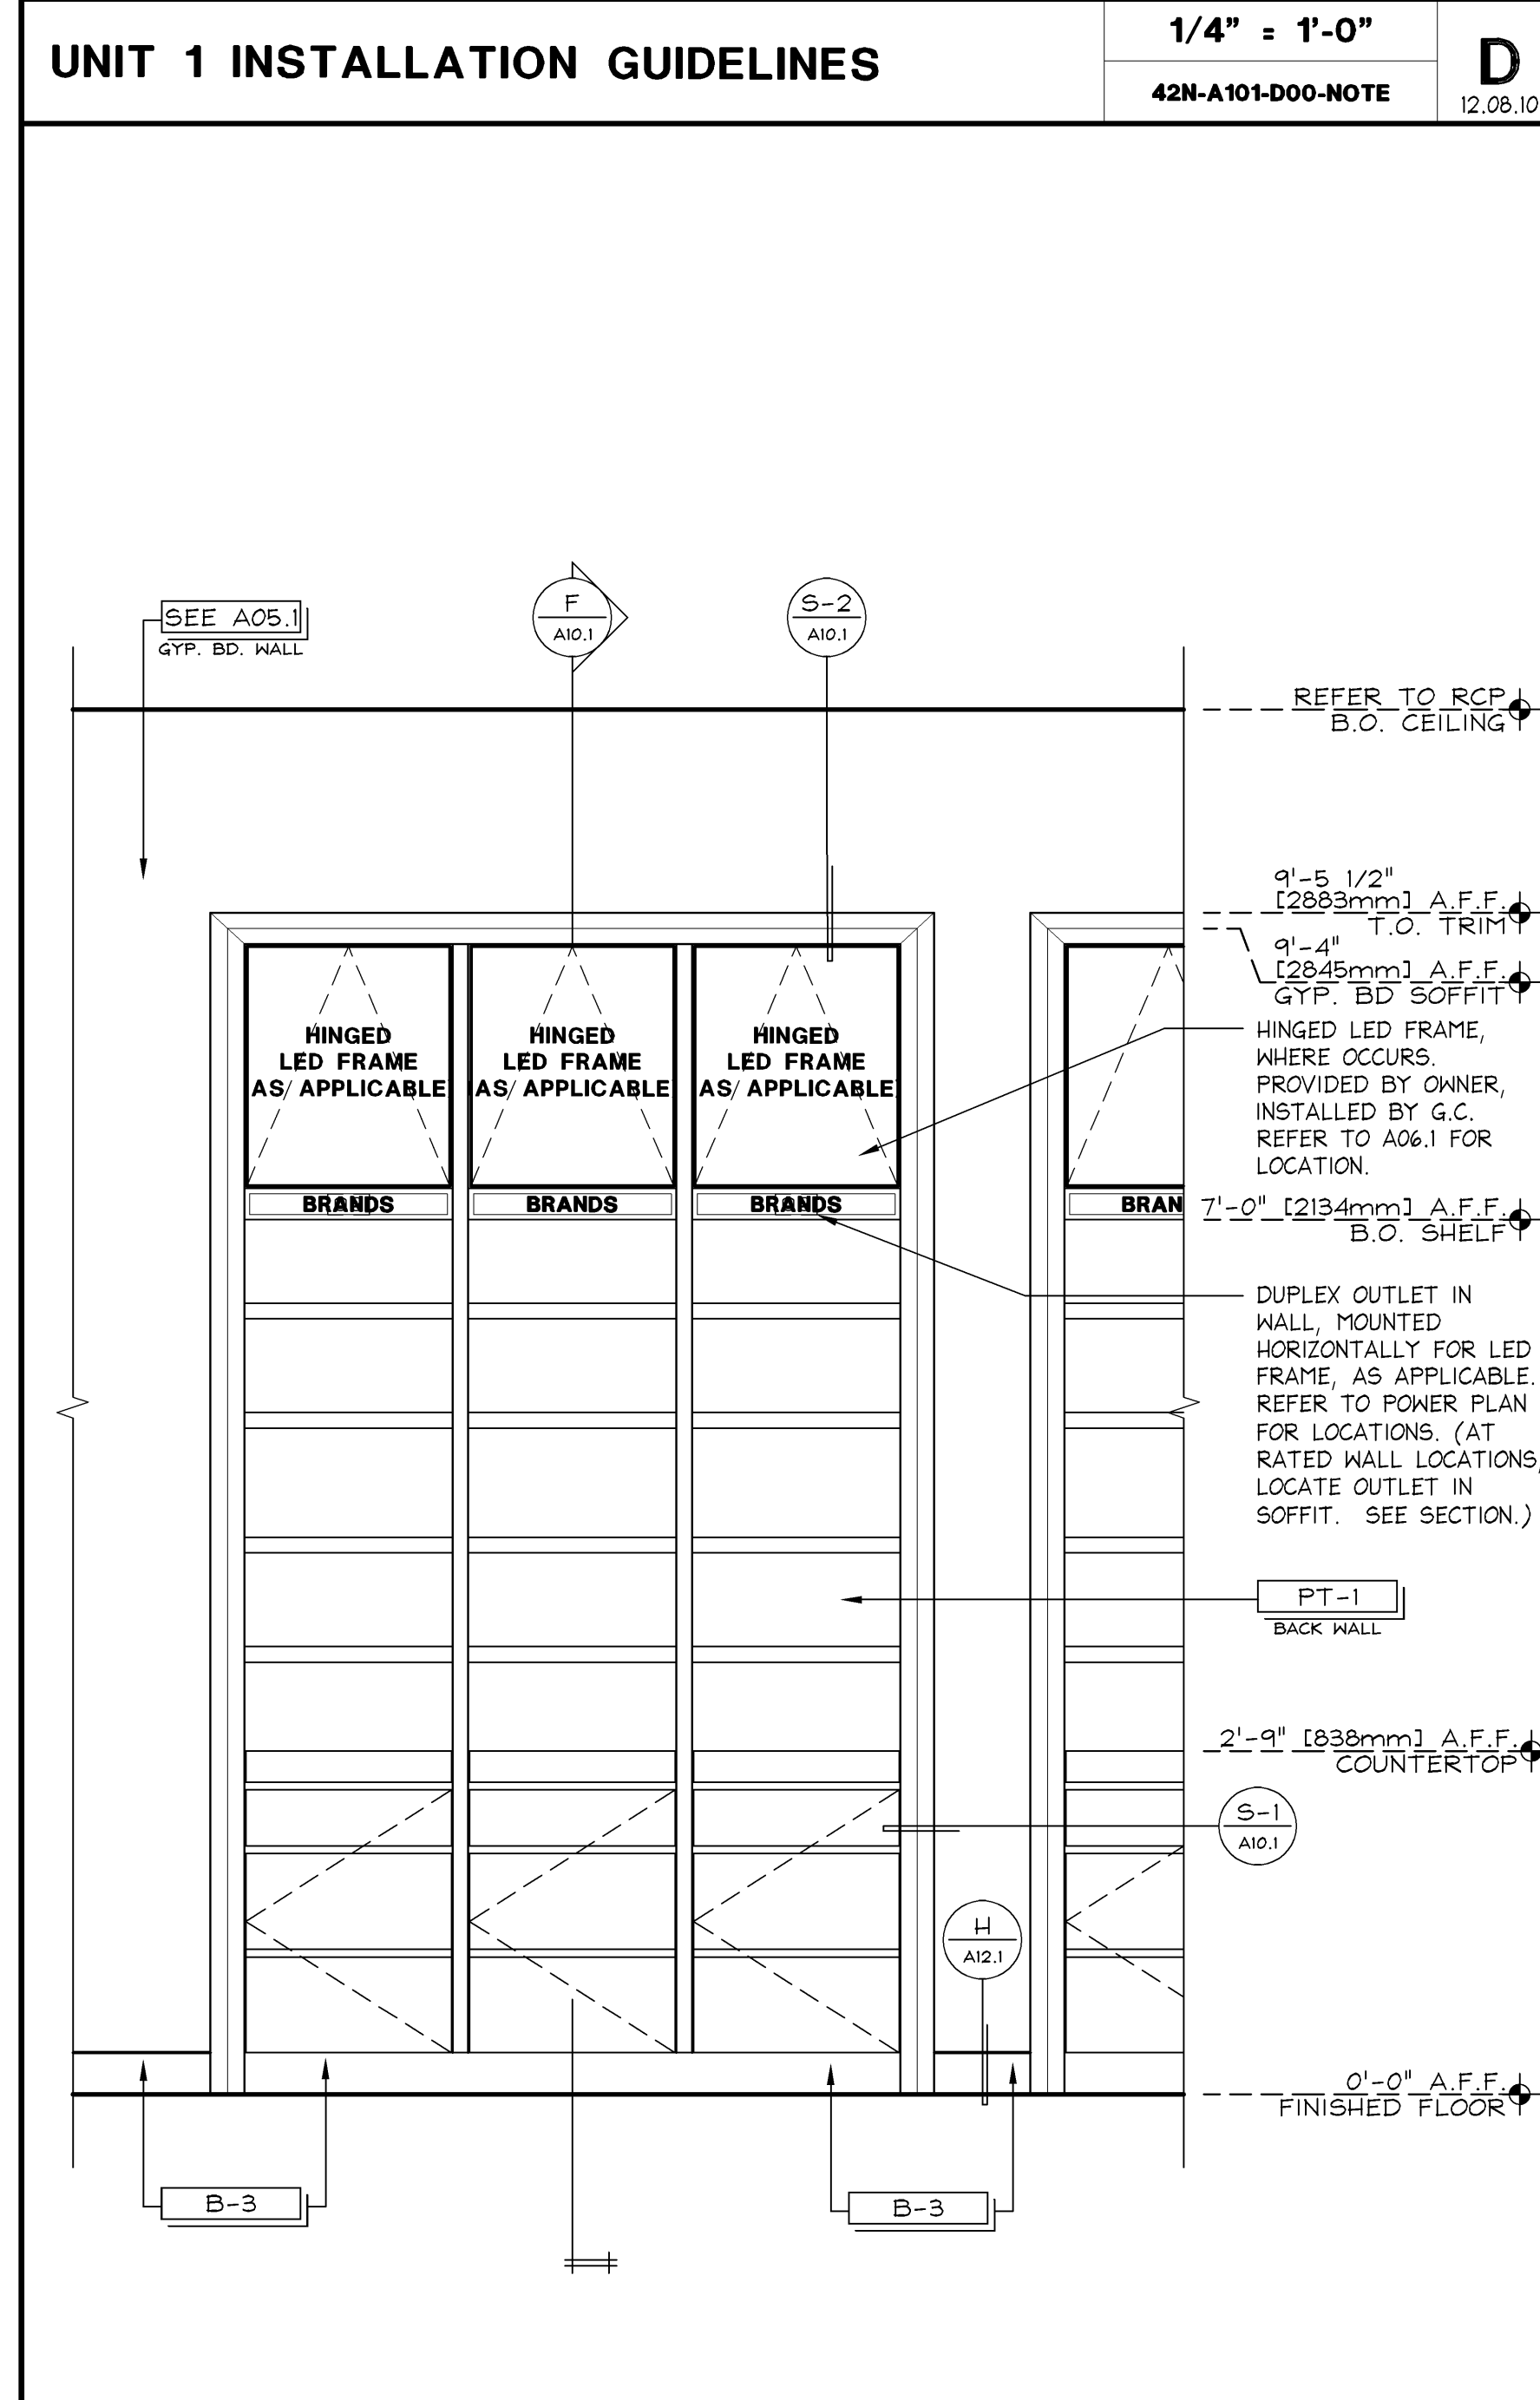 UNIT 1 INSTALLATION GUIDELINES
1/4" = 1'-0"
42N-A101-D00-NOTE
D
12.08.10
SEE A05.1
GYP. BD. WALL
F
A10.1
S-2
A10.1
REFER TO RCP
B.O. CEILING
9'-5 1/2"
[2883mm] A.F.F.
T.O. TRIM
9'-4"
[2845mm] A.F.F.
GYP. BD SOFFIT
HINGED
LED FRAME
AS APPLICABLE
HINGED
LED FRAME
AS APPLICABLE
HINGED
LED FRAME
AS APPLICABLE
HINGED LED FRAME,
WHERE OCCURS.
PROVIDED BY OWNER,
INSTALLED BY G.C.
REFER TO A06.1 FOR
LOCATION.
BRANDS
BRANDS
BRANDS
BRAN
7'-0" [2134mm] A.F.F.
B.O. SHELF
DUPLEX OUTLET IN
WALL, MOUNTED
HORIZONTALLY FOR LED
FRAME, AS APPLICABLE.
REFER TO POWER PLAN
FOR LOCATIONS. (AT
RATED WALL LOCATIONS,
LOCATE OUTLET IN
SOFFIT. SEE SECTION.)
PT-1
BACK WALL
2'-9" [838mm] A.F.F.
COUNTERTOP
S-1
A10.1
H
A12.1
0'-0" A.F.F.
FINISHED FLOOR
B-3
B-3